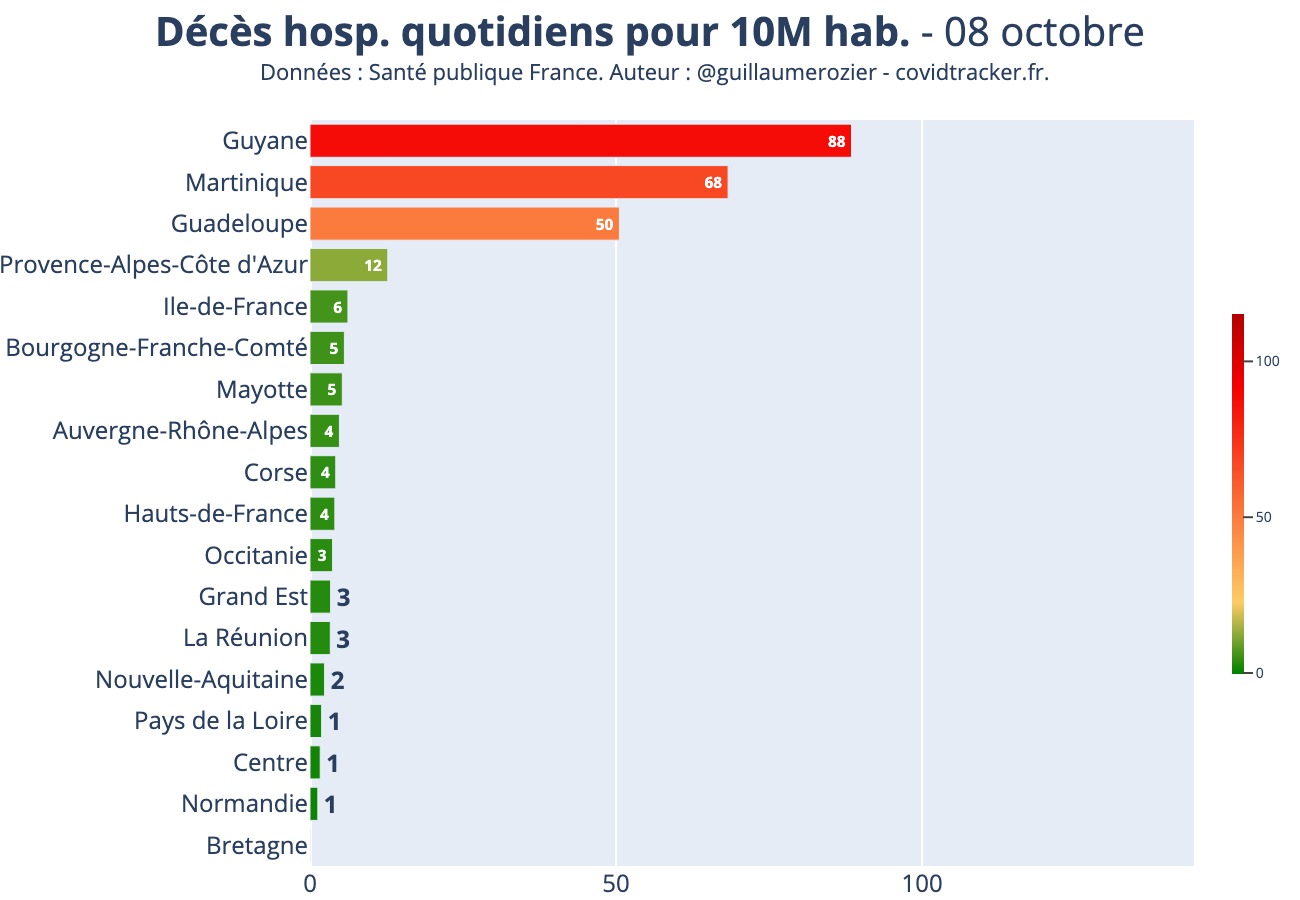 Décès hosp. quotidiens pour 10M hab. - 08 octobre
Données : Santé publique France. Auteur : @guillaumerozier - covidtracker.fr.
Guyane 88
Martinique 68
Guadeloupe 50
Provence-Alpes-Côte d'Azur 12
Ile-de-France 6
Bourgogne-Franche-Comté 5
Mayotte 5
Auvergne-Rhône-Alpes 4
Corse 4
Hauts-de-France 4
Occitanie 3
Grand Est 3
La Réunion 3
Nouvelle-Aquitaine 2
Pays de la Loire 1
Centre 1
Normandie 1
Bretagne
0 50 100
100
50
0